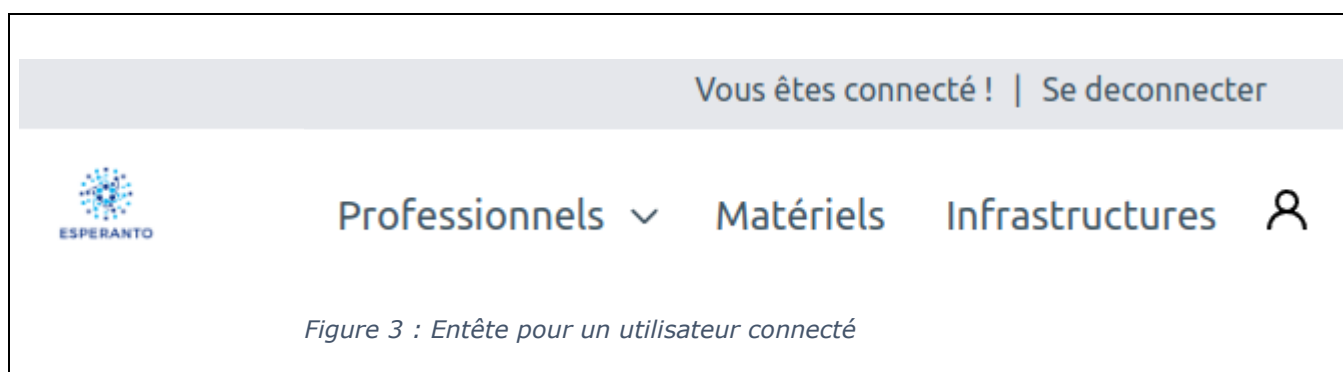 Vous êtes connecté ! | Se deconnecter
ESPERANTO
Professionnels Matériels Infrastructures
Figure 3 : Entête pour un utilisateur connecté